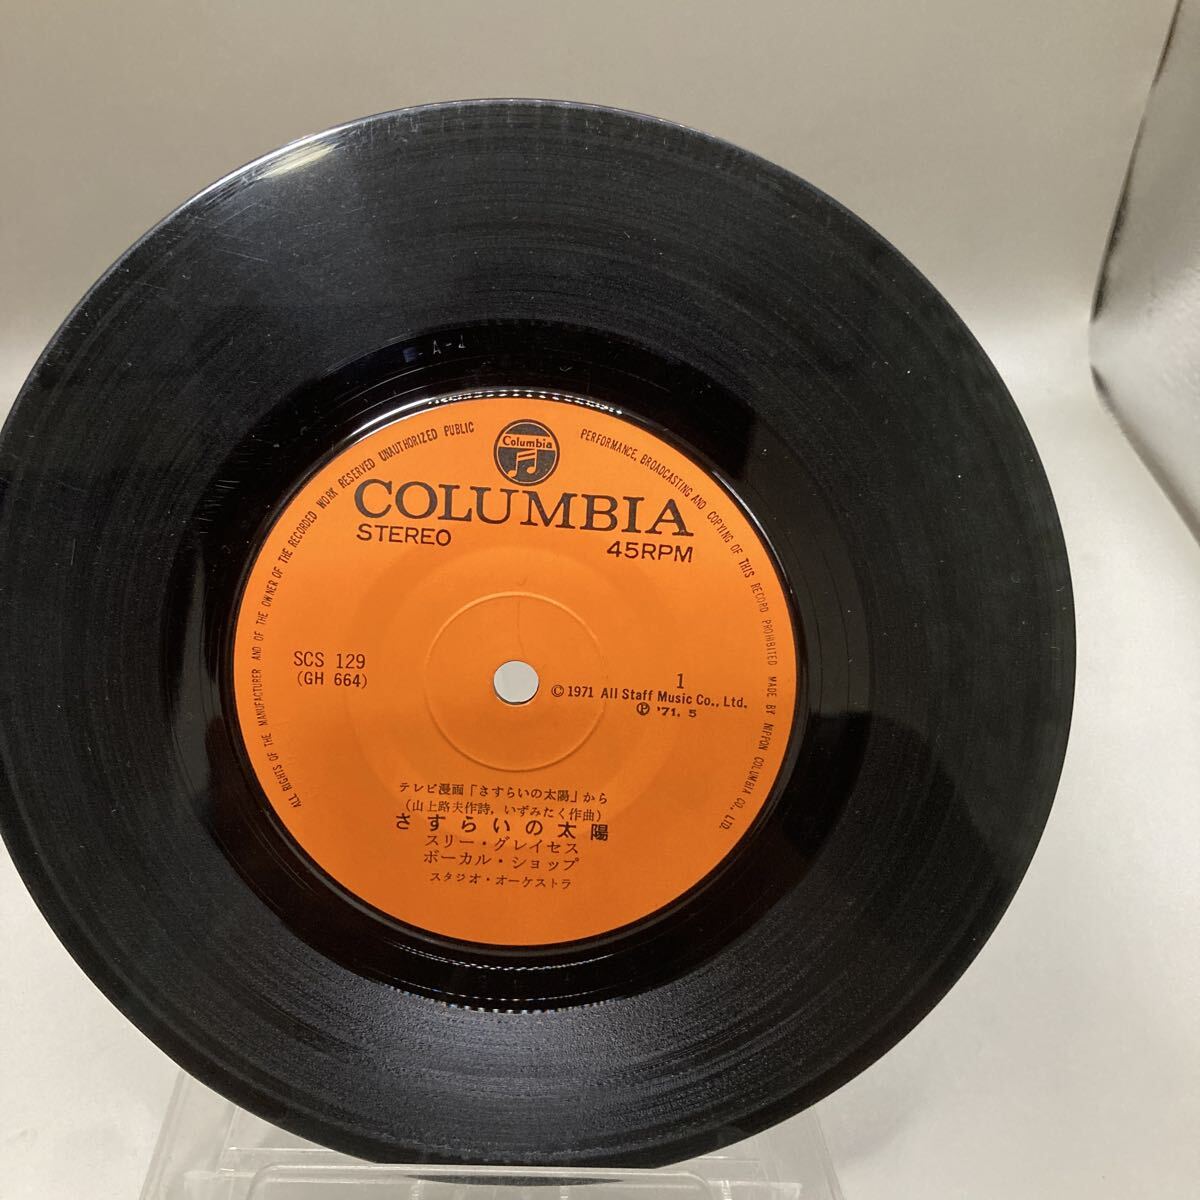 A-
ALL RIGHTS OF THE MANUFACTURER AND OF THE OWNER OF THE RECORDED WORK RESERVED UNAUTHORIZED PUBLIC PERFORMANCE, BROADCASTING AND COPYING OF THIS RECORD PROHIBITED MADE BY NIPPON COLUMBIA CO., LTD.
Columbia
COLUMBIA
STEREO 45RPM
SCS 129 1
(GH 664) ©1971 All Staff Music Co., Ltd.
Ⓟ '71. 5
テレビ漫画「さすらいの太陽」から
(山上路夫作詩, いずみたく作曲)
さすらいの太陽
スリー・グレイセス
ボーカル・ショップ
スタジオ・オーケストラ